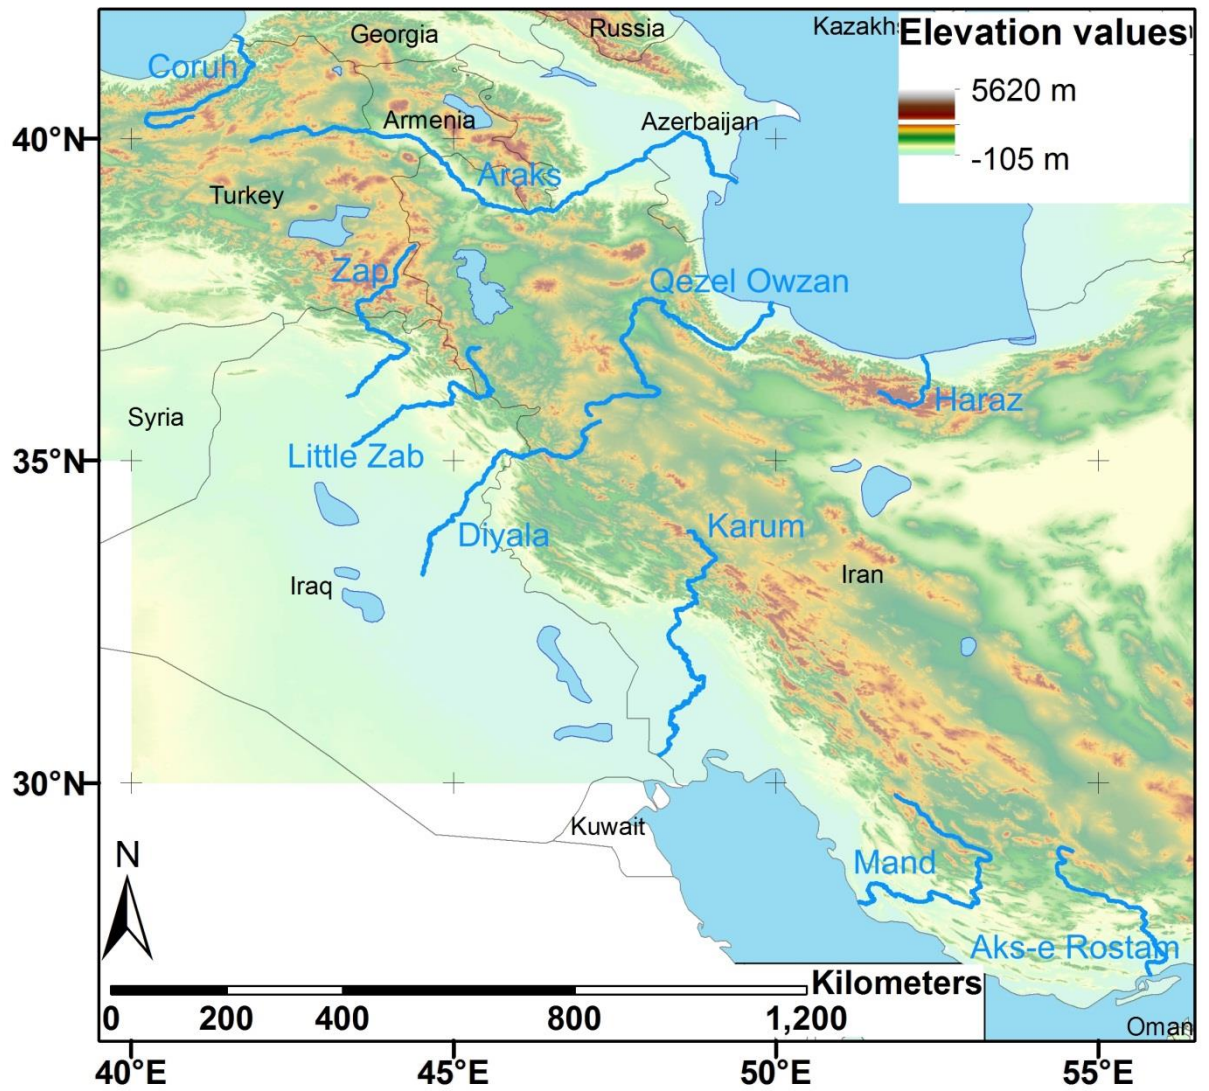 Georgia
Russia
Kazakhs
Elevation values
5620 m
-105 m
Coruh
Armenia
Azerbaijan
40°N
Araks
Turkey
Zap
Qezel Owzan
Haraz
Syria
Little Zab
35°N
Diyala
Karum
Iraq
Iran
30°N
Kuwait
N
Mand
Aks-e Rostam
Kilometers
0 200 400 800 1,200
Oman
40°E 45°E 50°E 55°E